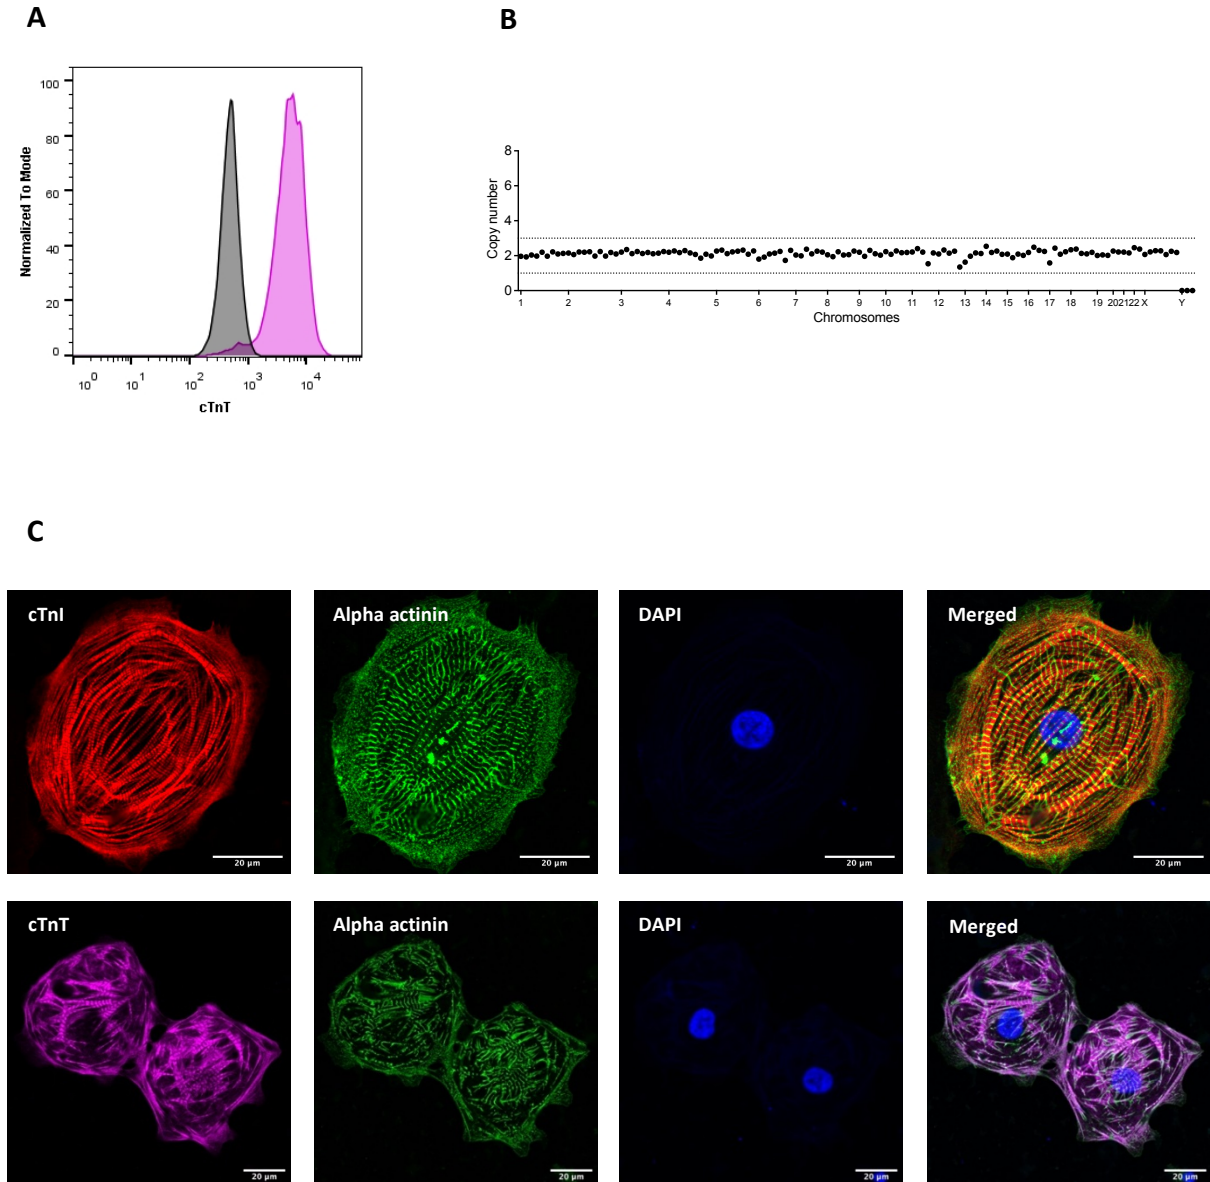 A
B
100
80
60
40
20
0
Normalized To Mode
10^0 10^1 10^2 10^3 10^4
cTnT
8
6
4
2
0
Copy number
1 2 3 4 5 6 7 8 9 10 11 12 13 14 15 16 17 18 19 20 21 22 X Y
Chromosomes
C
cTnI
Alpha actinin
DAPI
Merged
20 µm
20 µm
20 µm
20 µm
cTnT
Alpha actinin
DAPI
Merged
20 µm
20 µm
20 µm
20 µm